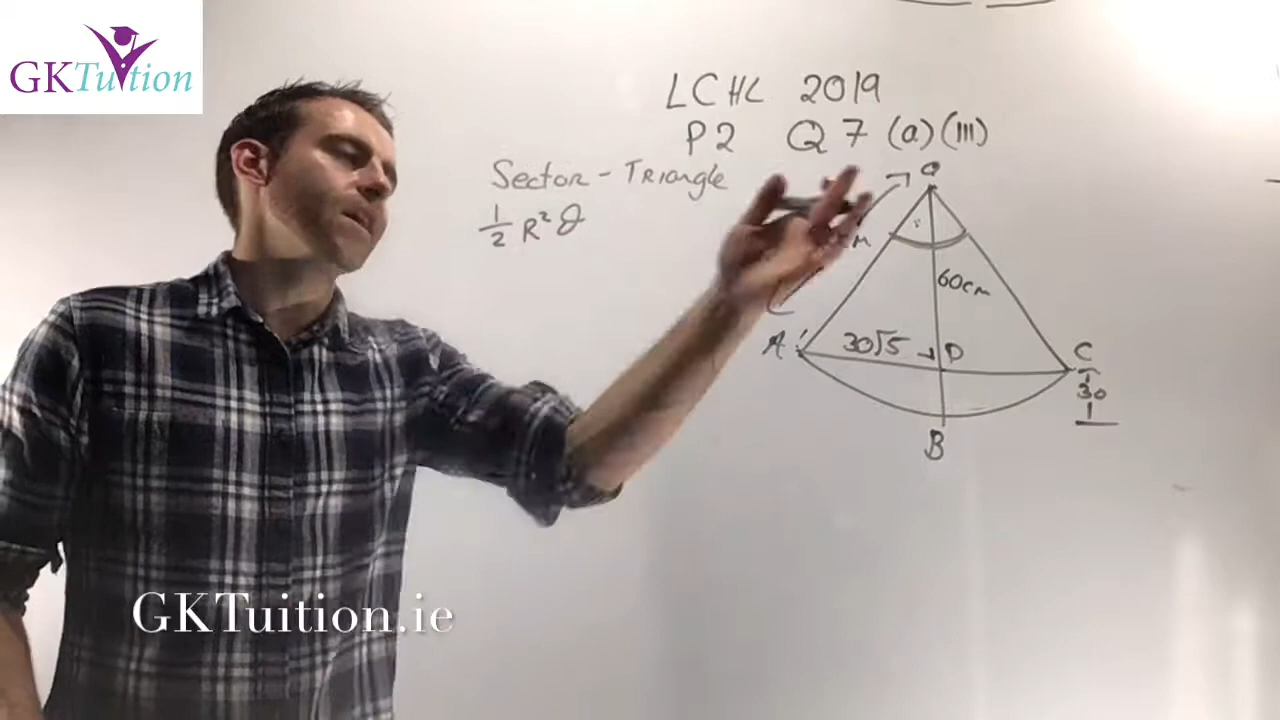 GKTuition
LCHL 2019
P2 Q7 (a)(III)
Sector - Triangle
½ R² θ
O
60cm
A
30√5
D
C
30
B
GKTuition.ie